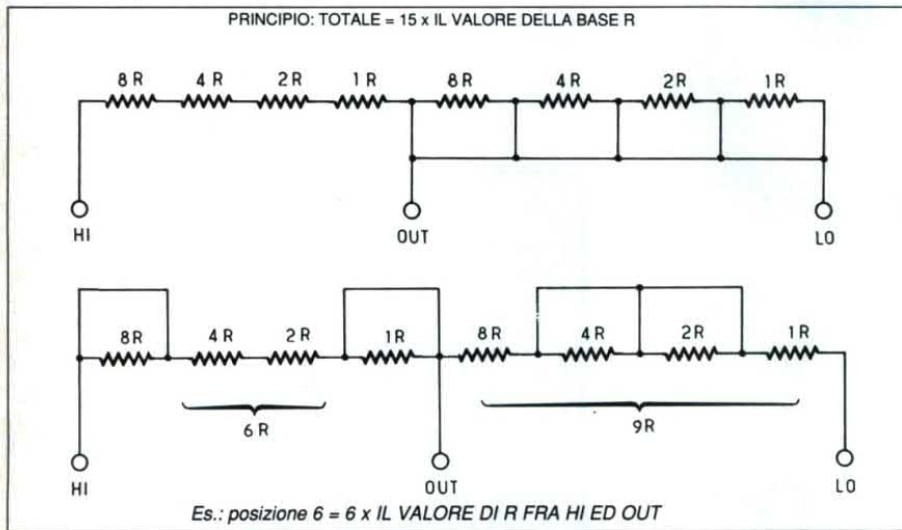 PRINCIPIO: TOTALE = 15 x IL VALORE DELLA BASE R
8R 4R 2R 1R 8R 4R 2R 1R
HI OUT LO
8R 4R 2R 1R 8R 4R 2R 1R
6R 9R
HI OUT LO
Es.: posizione 6 = 6 x IL VALORE DI R FRA HI ED OUT